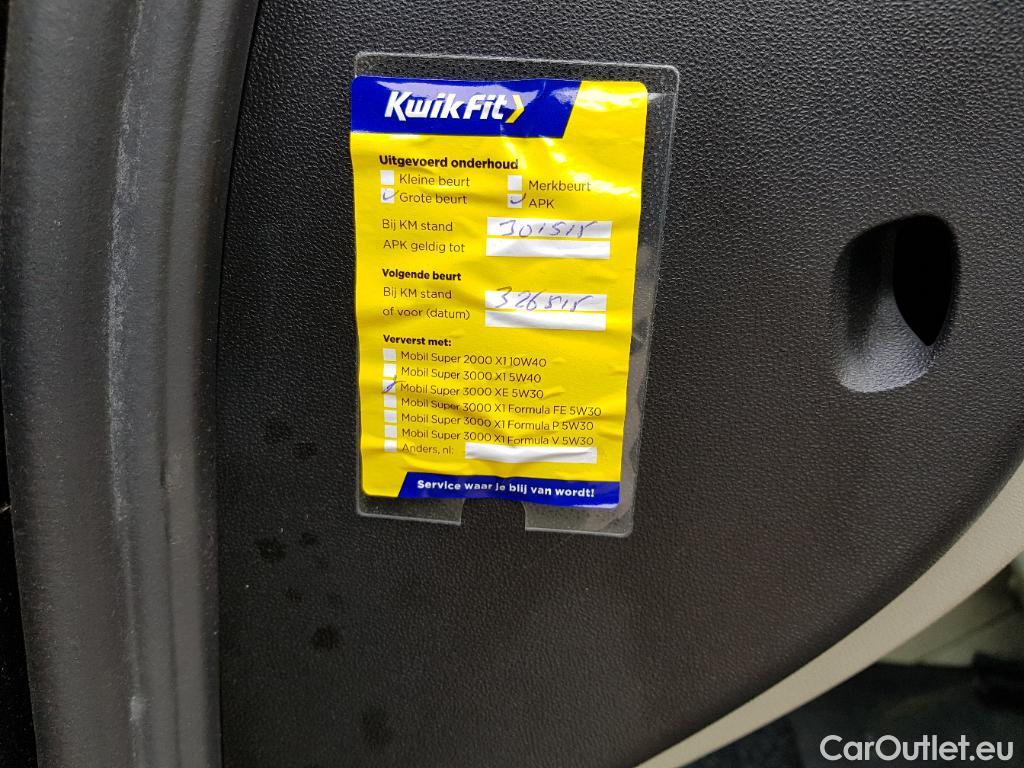 KwikFit
Uitgevoerd onderhoud
Kleine beurt
Merkbeurt
Grote beurt
APK
Bij KM stand 301515
APK geldig tot
Volgende beurt
Bij KM stand 326515
of voor (datum)
Ververst met:
Mobil Super 2000 X1 10W40
Mobil Super 3000 X1 5W40
Mobil Super 3000 XE 5W30
Mobil Super 3000 X1 Formula FE 5W30
Mobil Super 3000 X1 Formula P 5W30
Mobil Super 3000 X1 Formula V 5W30
Anders, nl:
Service waar je blij van wordt!
CarOutlet.eu